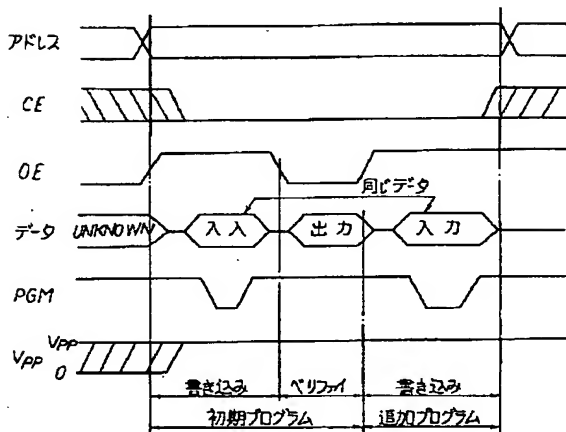 アドレス
CE
OE
同じデータ
データ UNKNOWN 入入 出力 入力
PGM
VPP
VPP
0
書き込み ベリファイ 書き込み
初期プログラム 追加プログラム